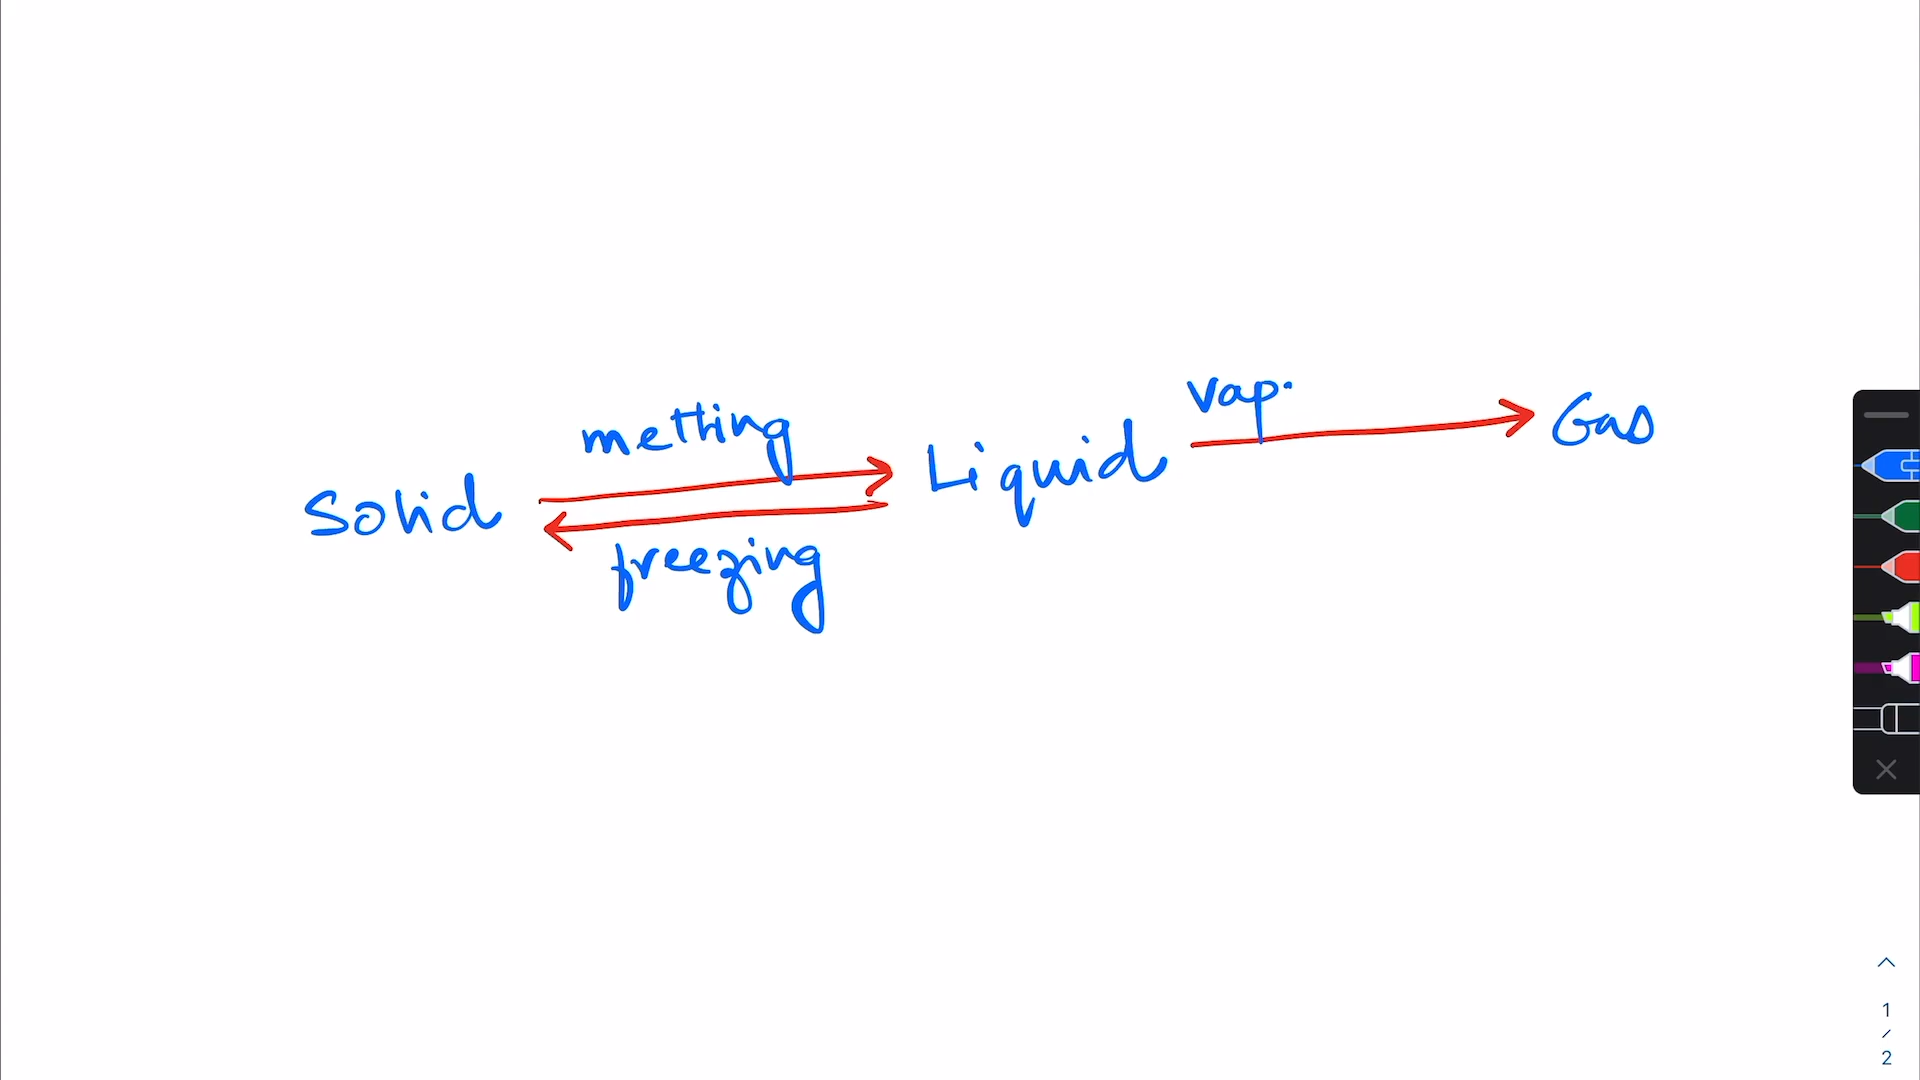 vap.
Gas
melting
Liquid
Solid
freezing
1
/
2